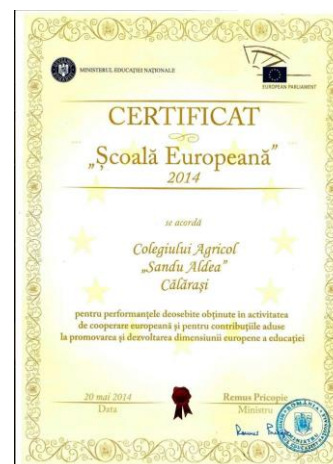 MINISTERUL EDUCAȚIEI NAȚIONALE
EUROPEAN PARLIAMENT
CERTIFICAT
„Școală Europeană”
2014
se acordă
Colegiului Agricol
„Sandu Aldea”
Călărași
pentru performanțele deosebite obținute în activitatea
de cooperare europeană și pentru contribuțiile aduse
la promovarea și dezvoltarea dimensiunii europene a educației
20 mai 2014
Data
Remus Pricopie
Ministru